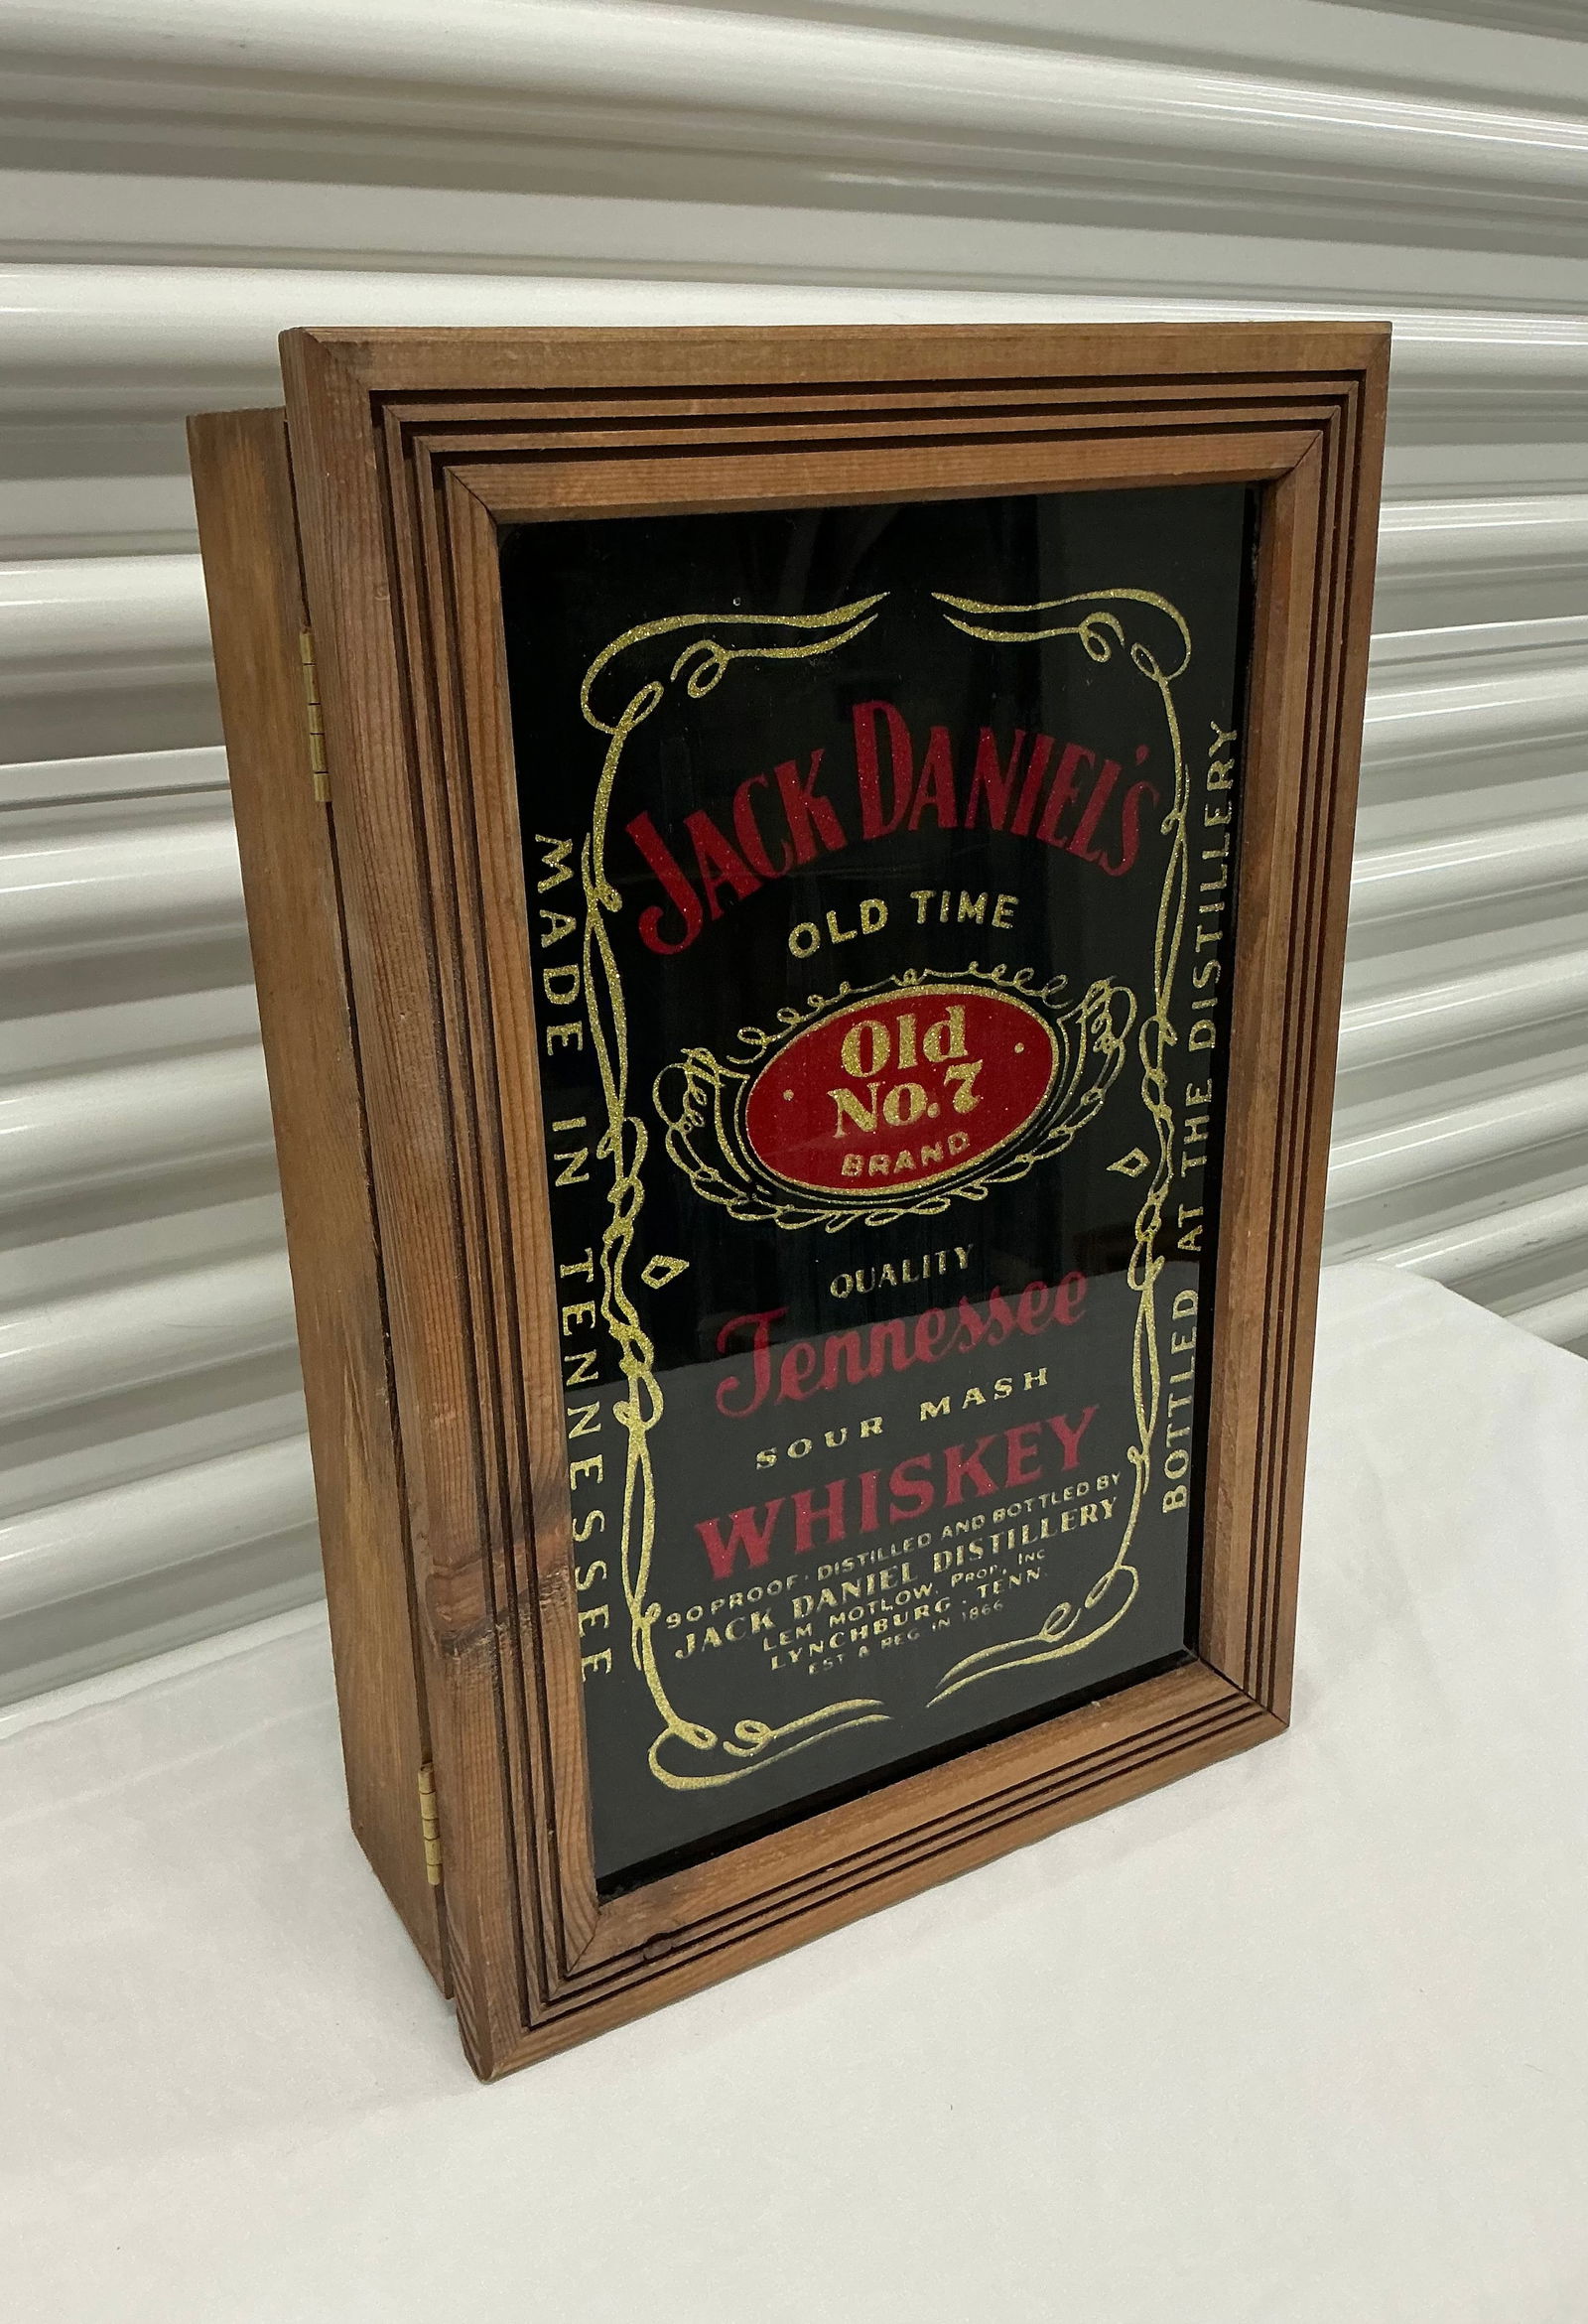 JACK DANIEL'S
OLD TIME
Old
No.7
BRAND
QUALITY
Tennessee
SOUR MASH
WHISKEY
90 PROOF · DISTILLED AND BOTTLED BY
JACK DANIEL DISTILLERY
LEM MOTLOW, PROP., INC
LYNCHBURG · TENN.
EST & REG IN 1866
MADE IN TENNESSEE
BOTTLED AT THE DISTILLERY